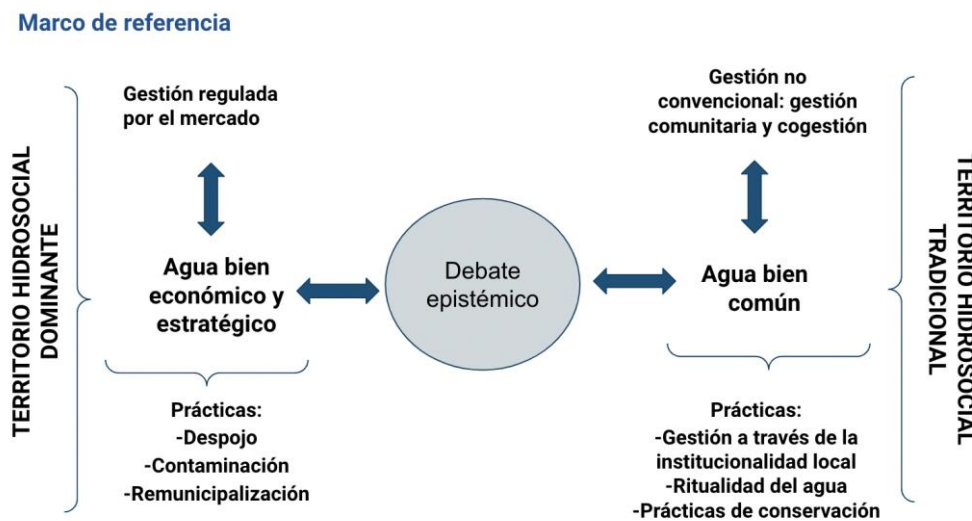 Marco de referencia
TERRITORIO HIDROSOCIAL
DOMINANTE
Gestión regulada
por el mercado
Agua bien
económico y
estratégico
Prácticas:
-Despojo
-Contaminación
-Remunicipalización
Debate
epistémico
Gestión no
convencional: gestión
comunitaria y cogestión
Agua bien
común
Prácticas:
-Gestión a través de la
institucionalidad local
-Ritualidad del agua
-Prácticas de conservación
TERRITORIO HIDROSOCIAL
TRADICIONAL